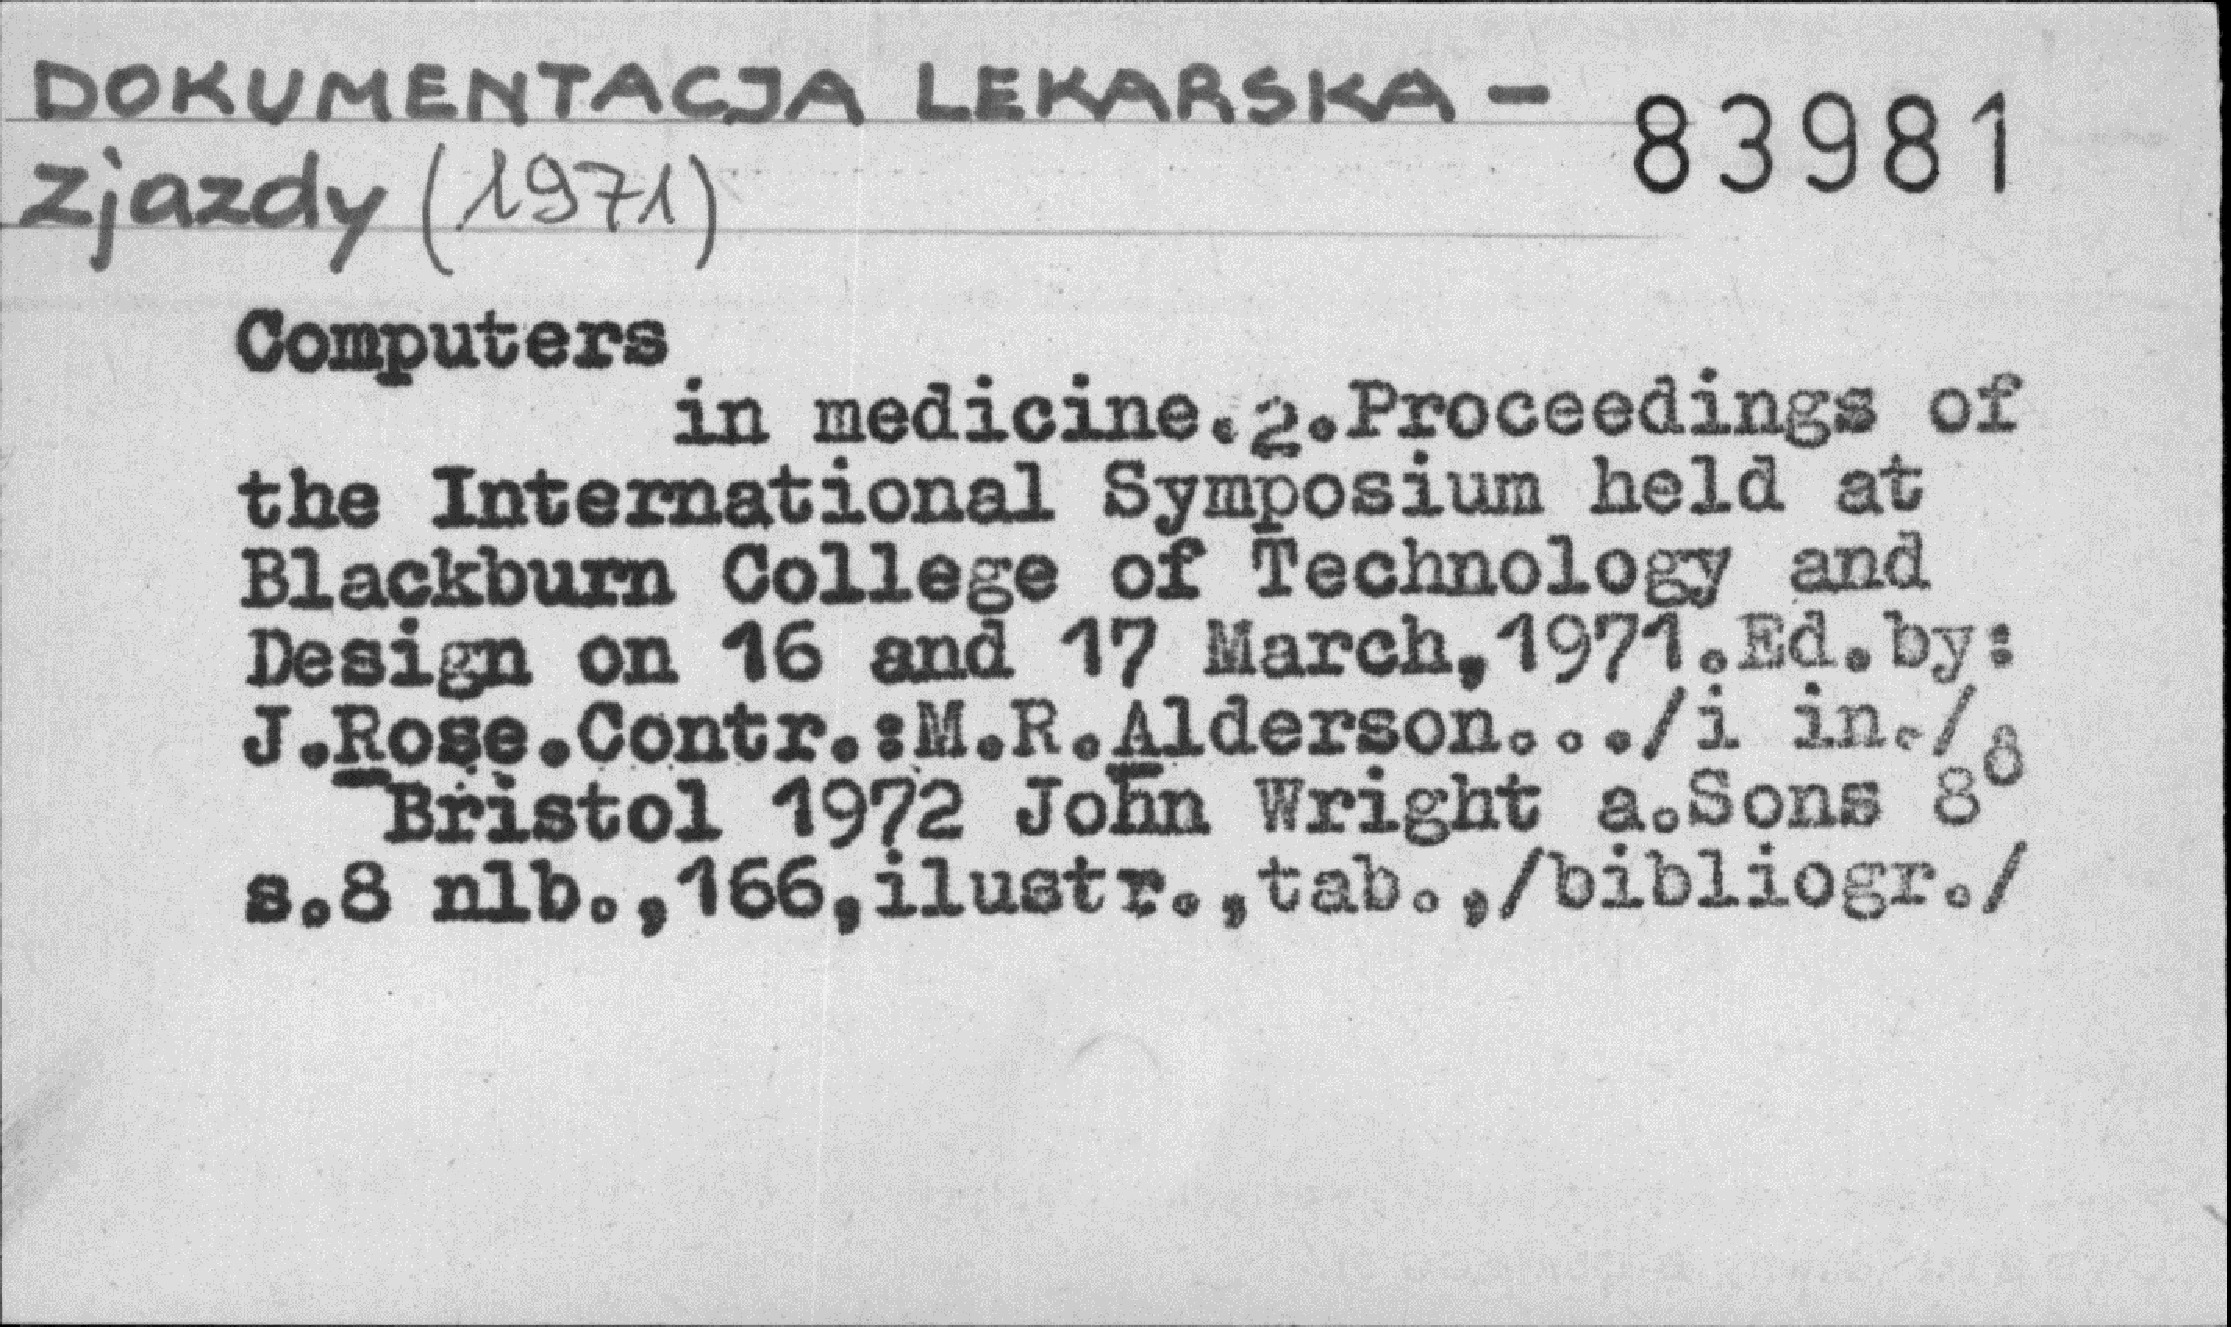 DOKUMENTACJA LEKARSKA – 83981
zjazdy (1971)
Computers
in medicine.2.Proceedings of
the International Symposium held at
Blackburn College of Technology and
Design on 16 and 17 March,1971.Ed.by:
J.Rose.Contr.:M.R.Alderson.../i in./.
Bristol 1972 John Wright a.Sons 8°
s.8 nlb.,166,ilustr.,tab.,/bibliogr./